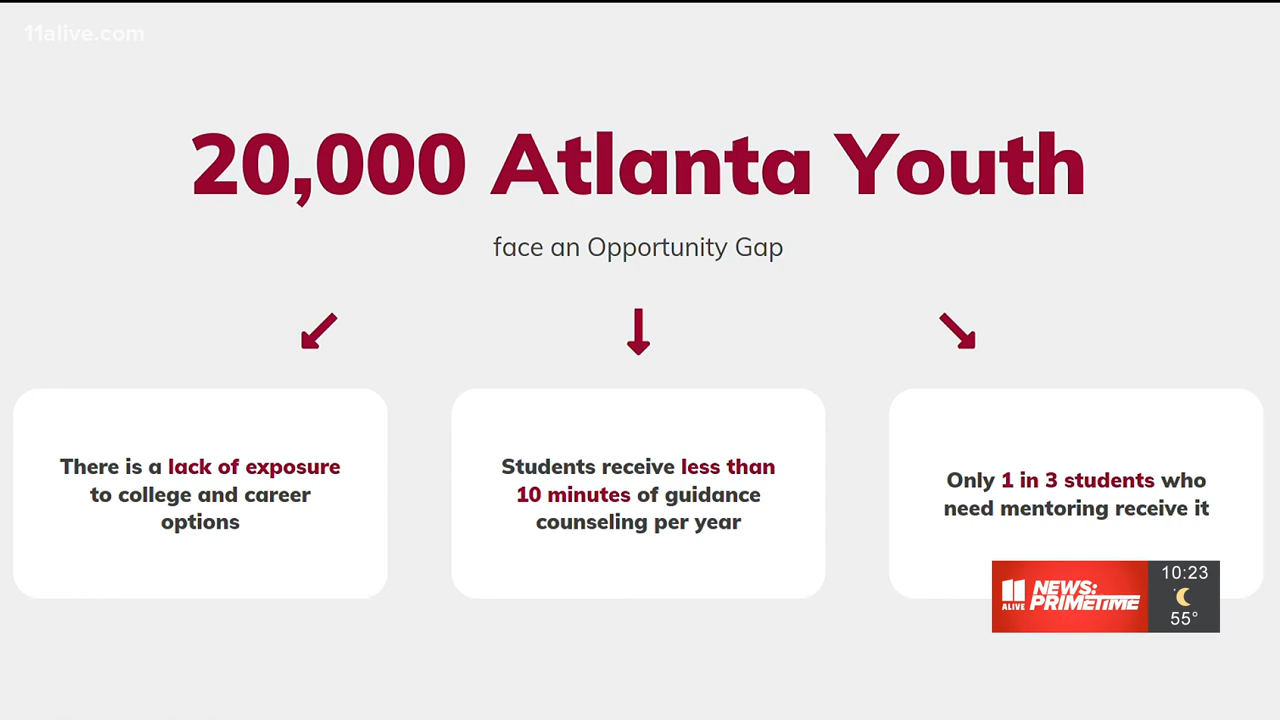 11alive.com
20,000 Atlanta Youth
face an Opportunity Gap
There is a lack of exposure
to college and career
options
Students receive less than
10 minutes of guidance
counseling per year
Only 1 in 3 students who
need mentoring receive it
11
ALIVE
NEWS:
PRIMETIME
10:23
55°